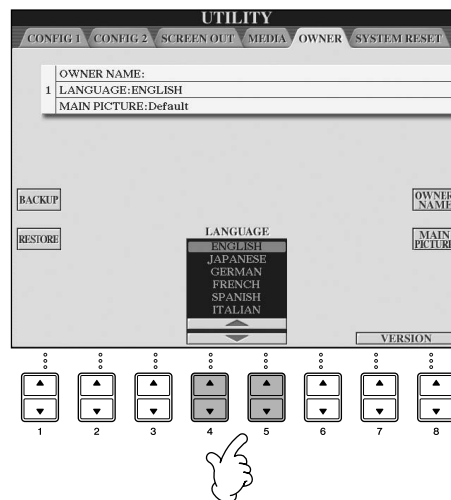 UTILITY
CONFIG 1 CONFIG 2 SCREEN OUT MEDIA OWNER SYSTEM RESET
OWNER NAME:
1 LANGUAGE:ENGLISH
MAIN PICTURE:Default
BACKUP
OWNER
NAME
RESTORE
MAIN
PICTURE
LANGUAGE
ENGLISH
JAPANESE
GERMAN
FRENCH
SPANISH
ITALIAN
VERSION
1 2 3 4 5 6 7 8